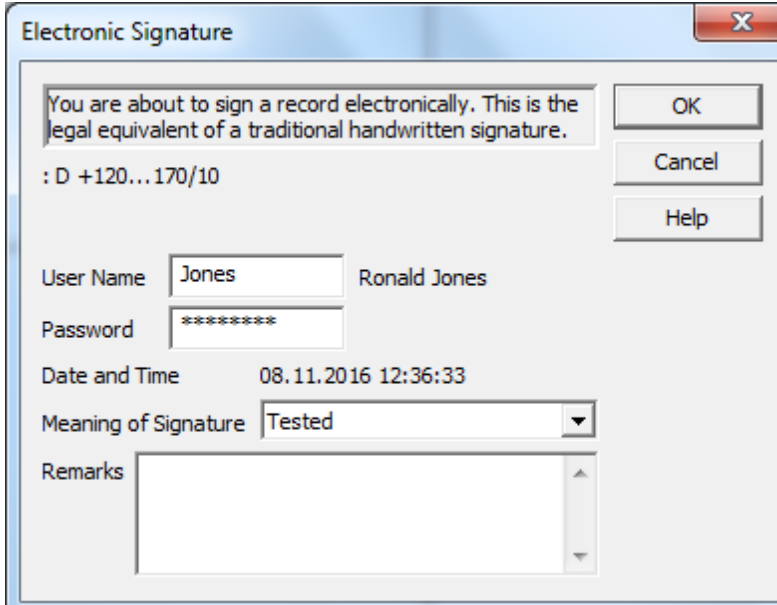 Electronic Signature
You are about to sign a record electronically. This is the
legal equivalent of a traditional handwritten signature.
OK
: D +120...170/10
Cancel
Help
User Name Jones Ronald Jones
Password ********
Date and Time 08.11.2016 12:36:33
Meaning of Signature Tested
Remarks